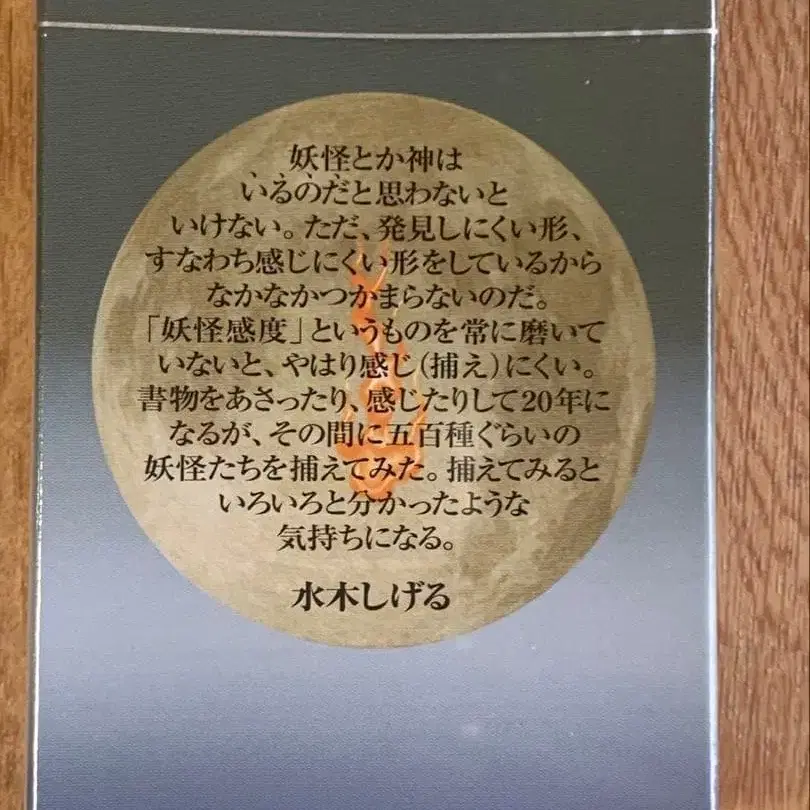 妖怪とか神は
いるのだと思わないと
いけない。ただ、発見しにくい形、
すなわち感じにくい形をしているから
なかなかつかまらないのだ。
「妖怪感度」というものを常に磨いて
いないと、やはり感じ（捕え）にくい。
書物をあさったり、感じたりして20年に
なるが、その間に五百種ぐらいの
妖怪たちを捕えてみた。捕えてみると
いろいろと分かったような
気持ちになる。
水木しげる